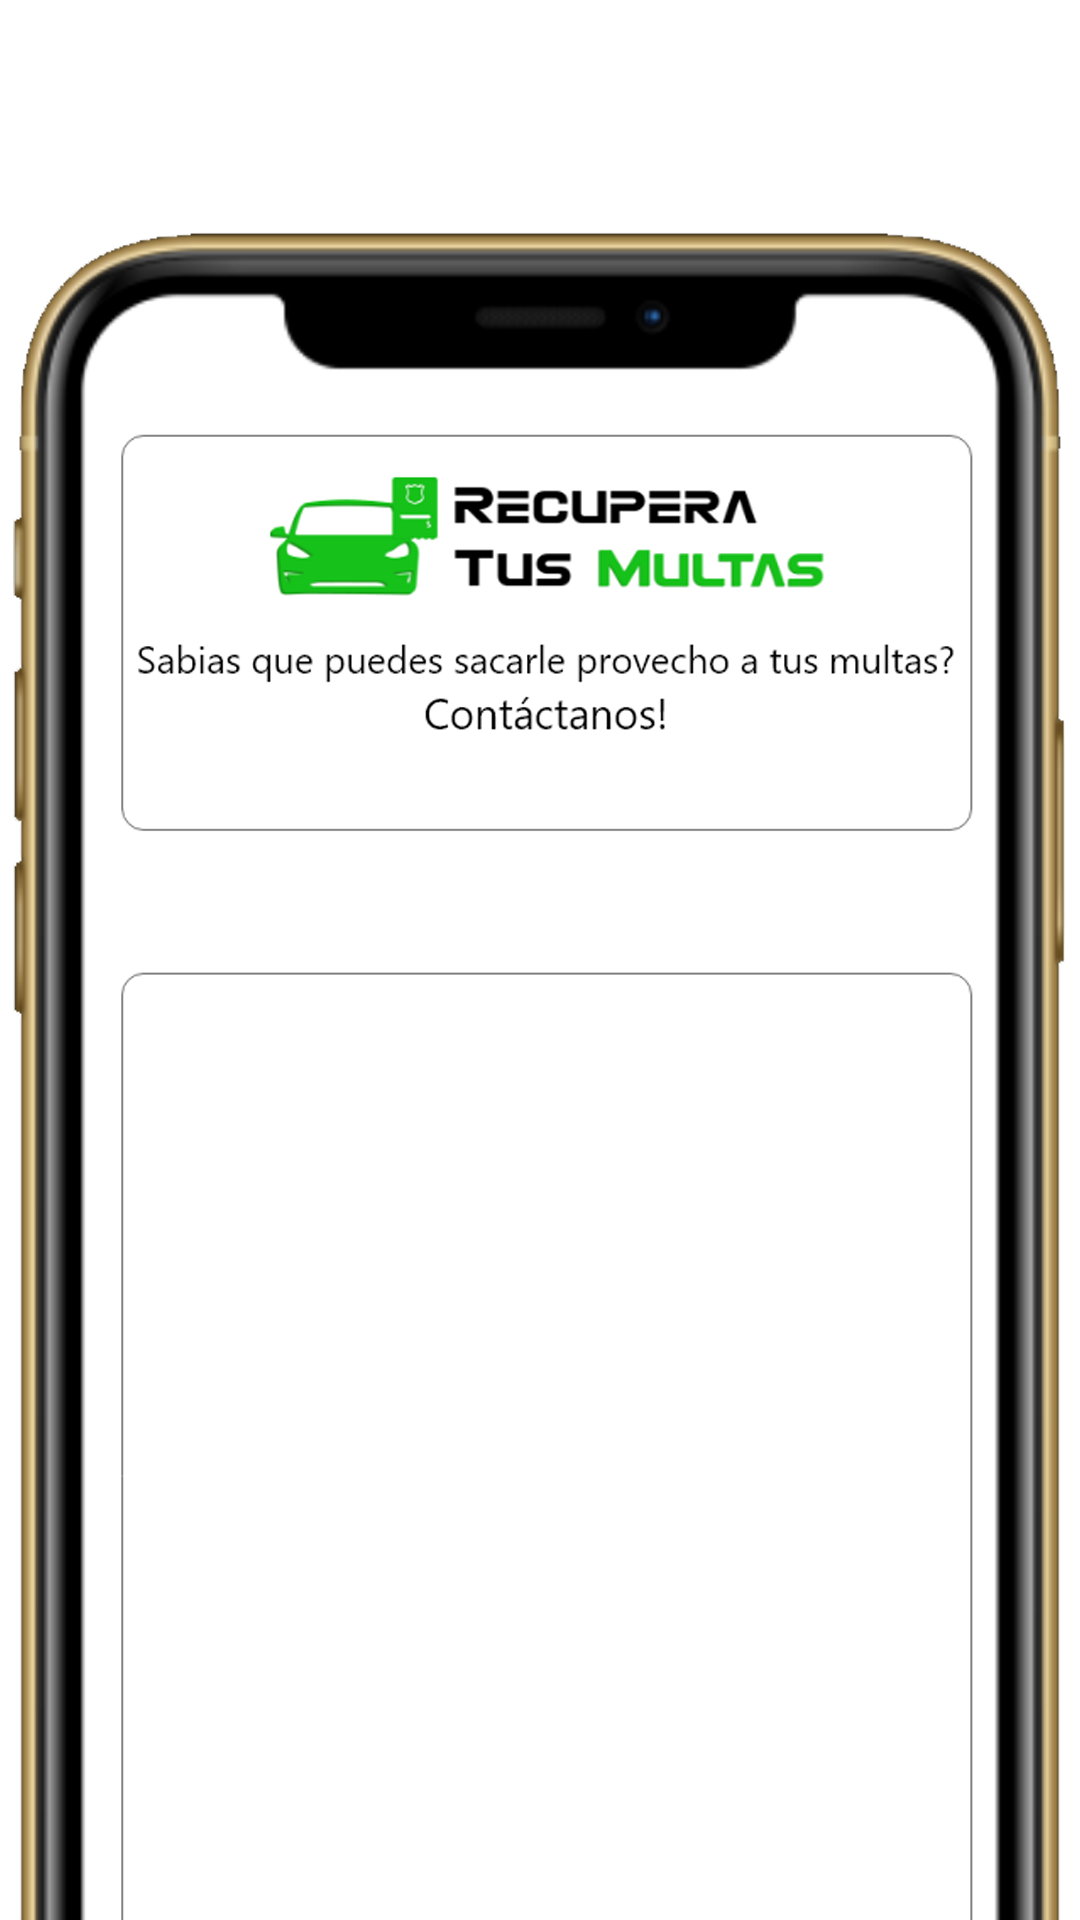 RECUPERA
TUS MULTAS
Sabias que puedes sacarle provecho a tus multas?
Contáctanos!